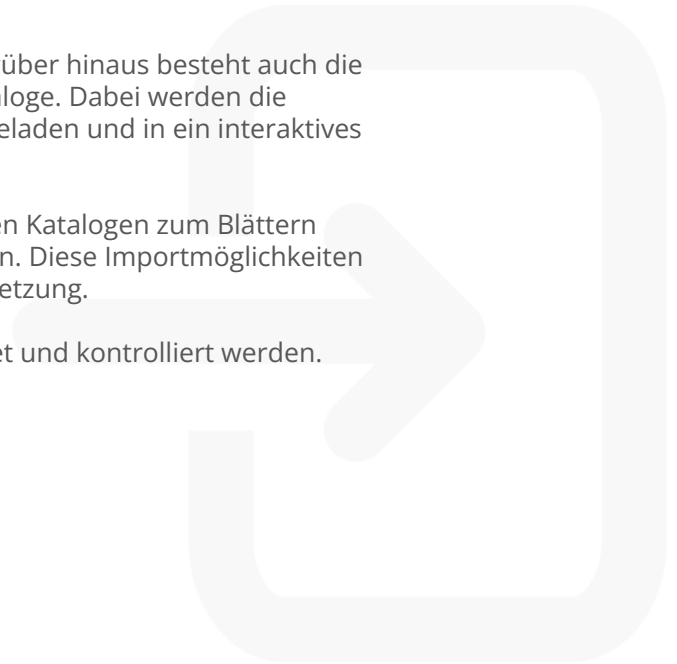 über hinaus besteht auch die
loge. Dabei werden die
eladen und in ein interaktives
en Katalogen zum Blättern
n. Diese Importmöglichkeiten
etzung.
et und kontrolliert werden.